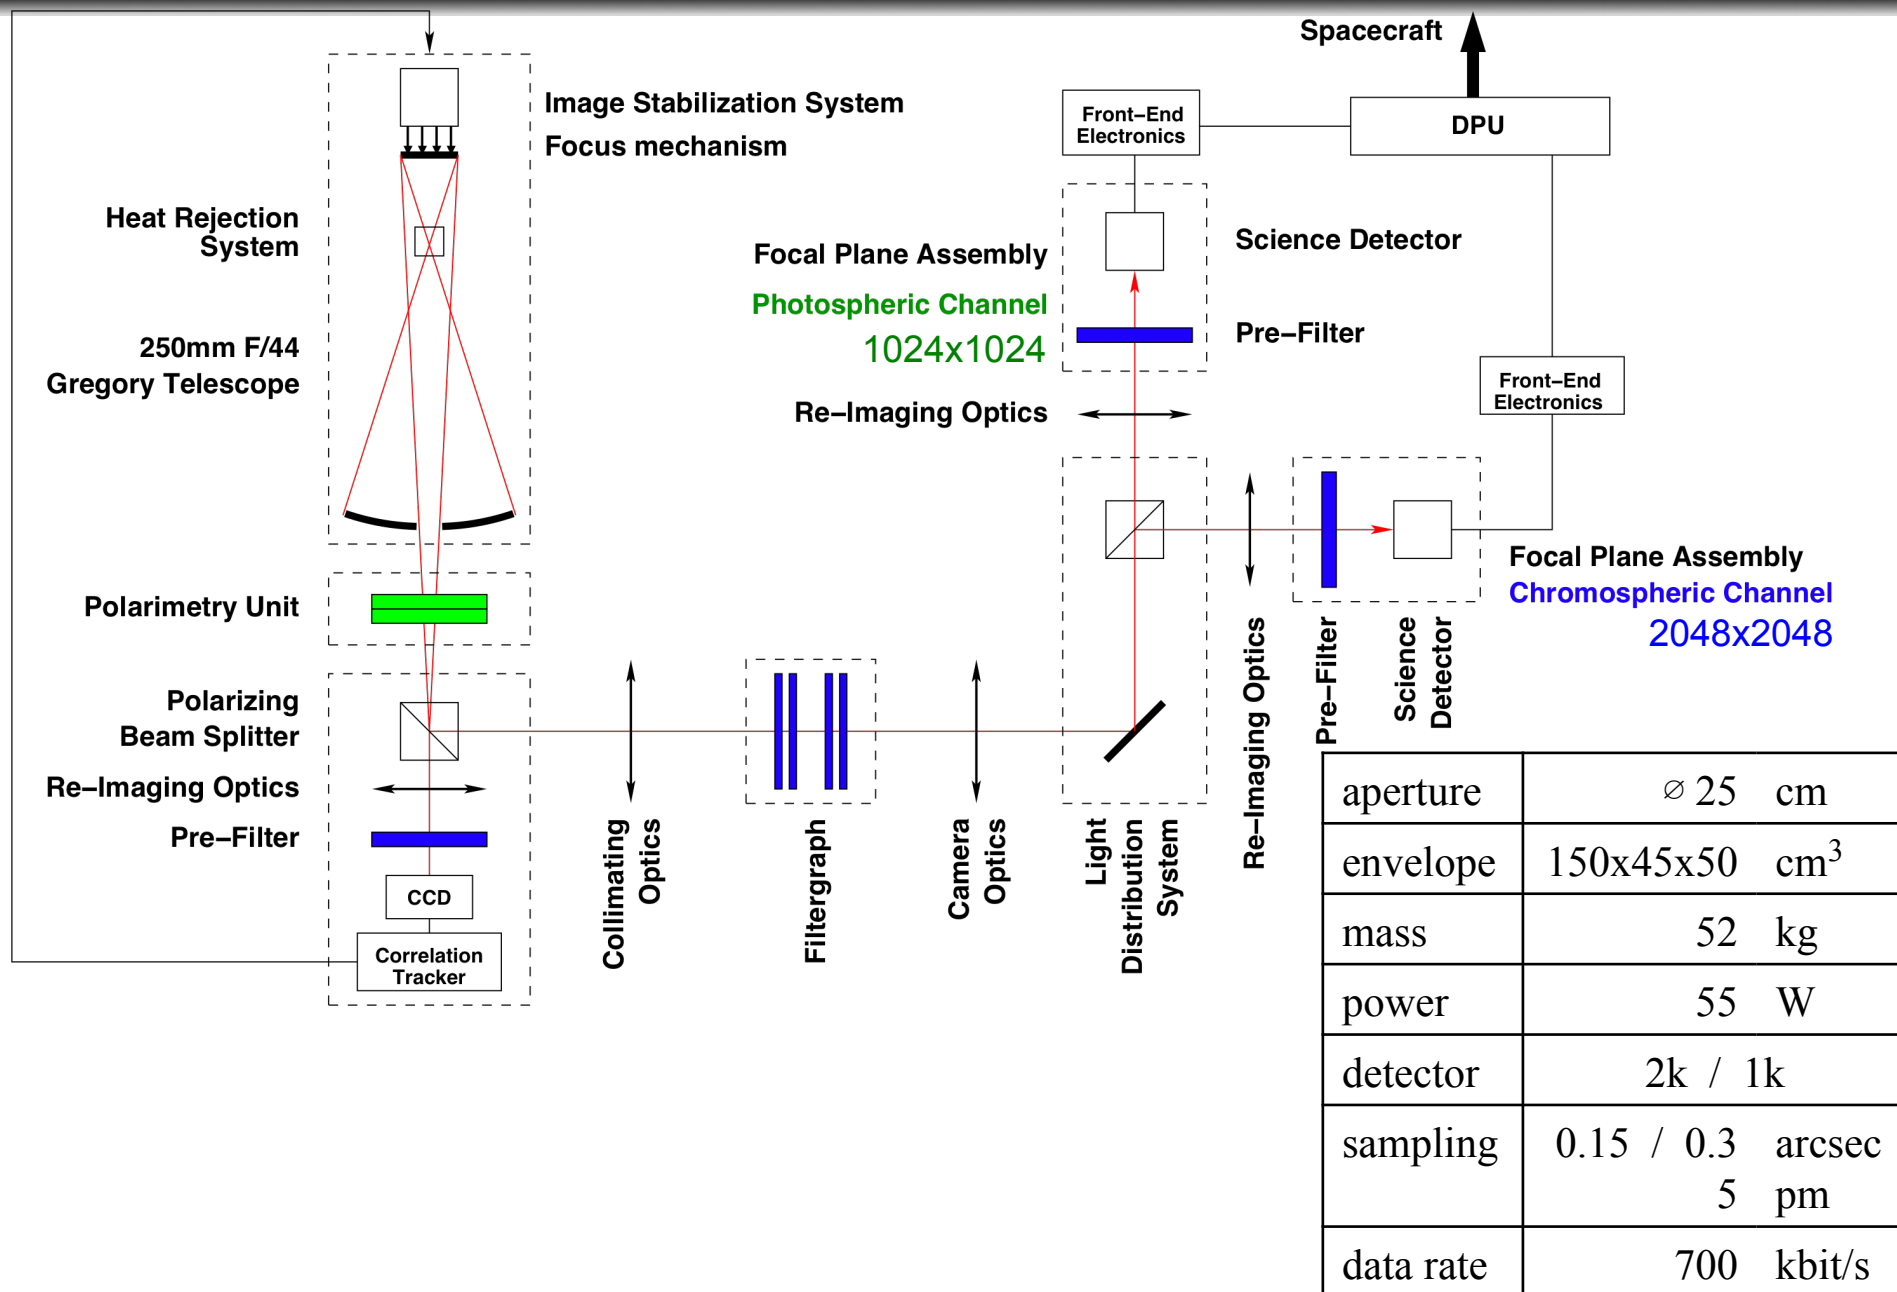 Spacecraft
Image Stabilization System
Focus mechanism
Front–End
Electronics
DPU
Heat Rejection
System
Focal Plane Assembly
Photospheric Channel
1024x1024
Science Detector
Pre–Filter
250mm F/44
Gregory Telescope
Re–Imaging Optics
Front–End
Electronics
Focal Plane Assembly
Chromospheric Channel
2048x2048
Polarimetry Unit
Polarizing
Beam Splitter
Re–Imaging Optics
Pre–Filter
CCD
Correlation
Tracker
Collimating
Optics
Filtergraph
Camera
Optics
Light
Distribution
System
Re–Imaging Optics
Pre–Filter
Science
Detector
aperture ∅ 25 cm
envelope 150x45x50 cm³
mass 52 kg
power 55 W
detector 2k / 1k
sampling 0.15 / 0.3 arcsec
5 pm
data rate 700 kbit/s